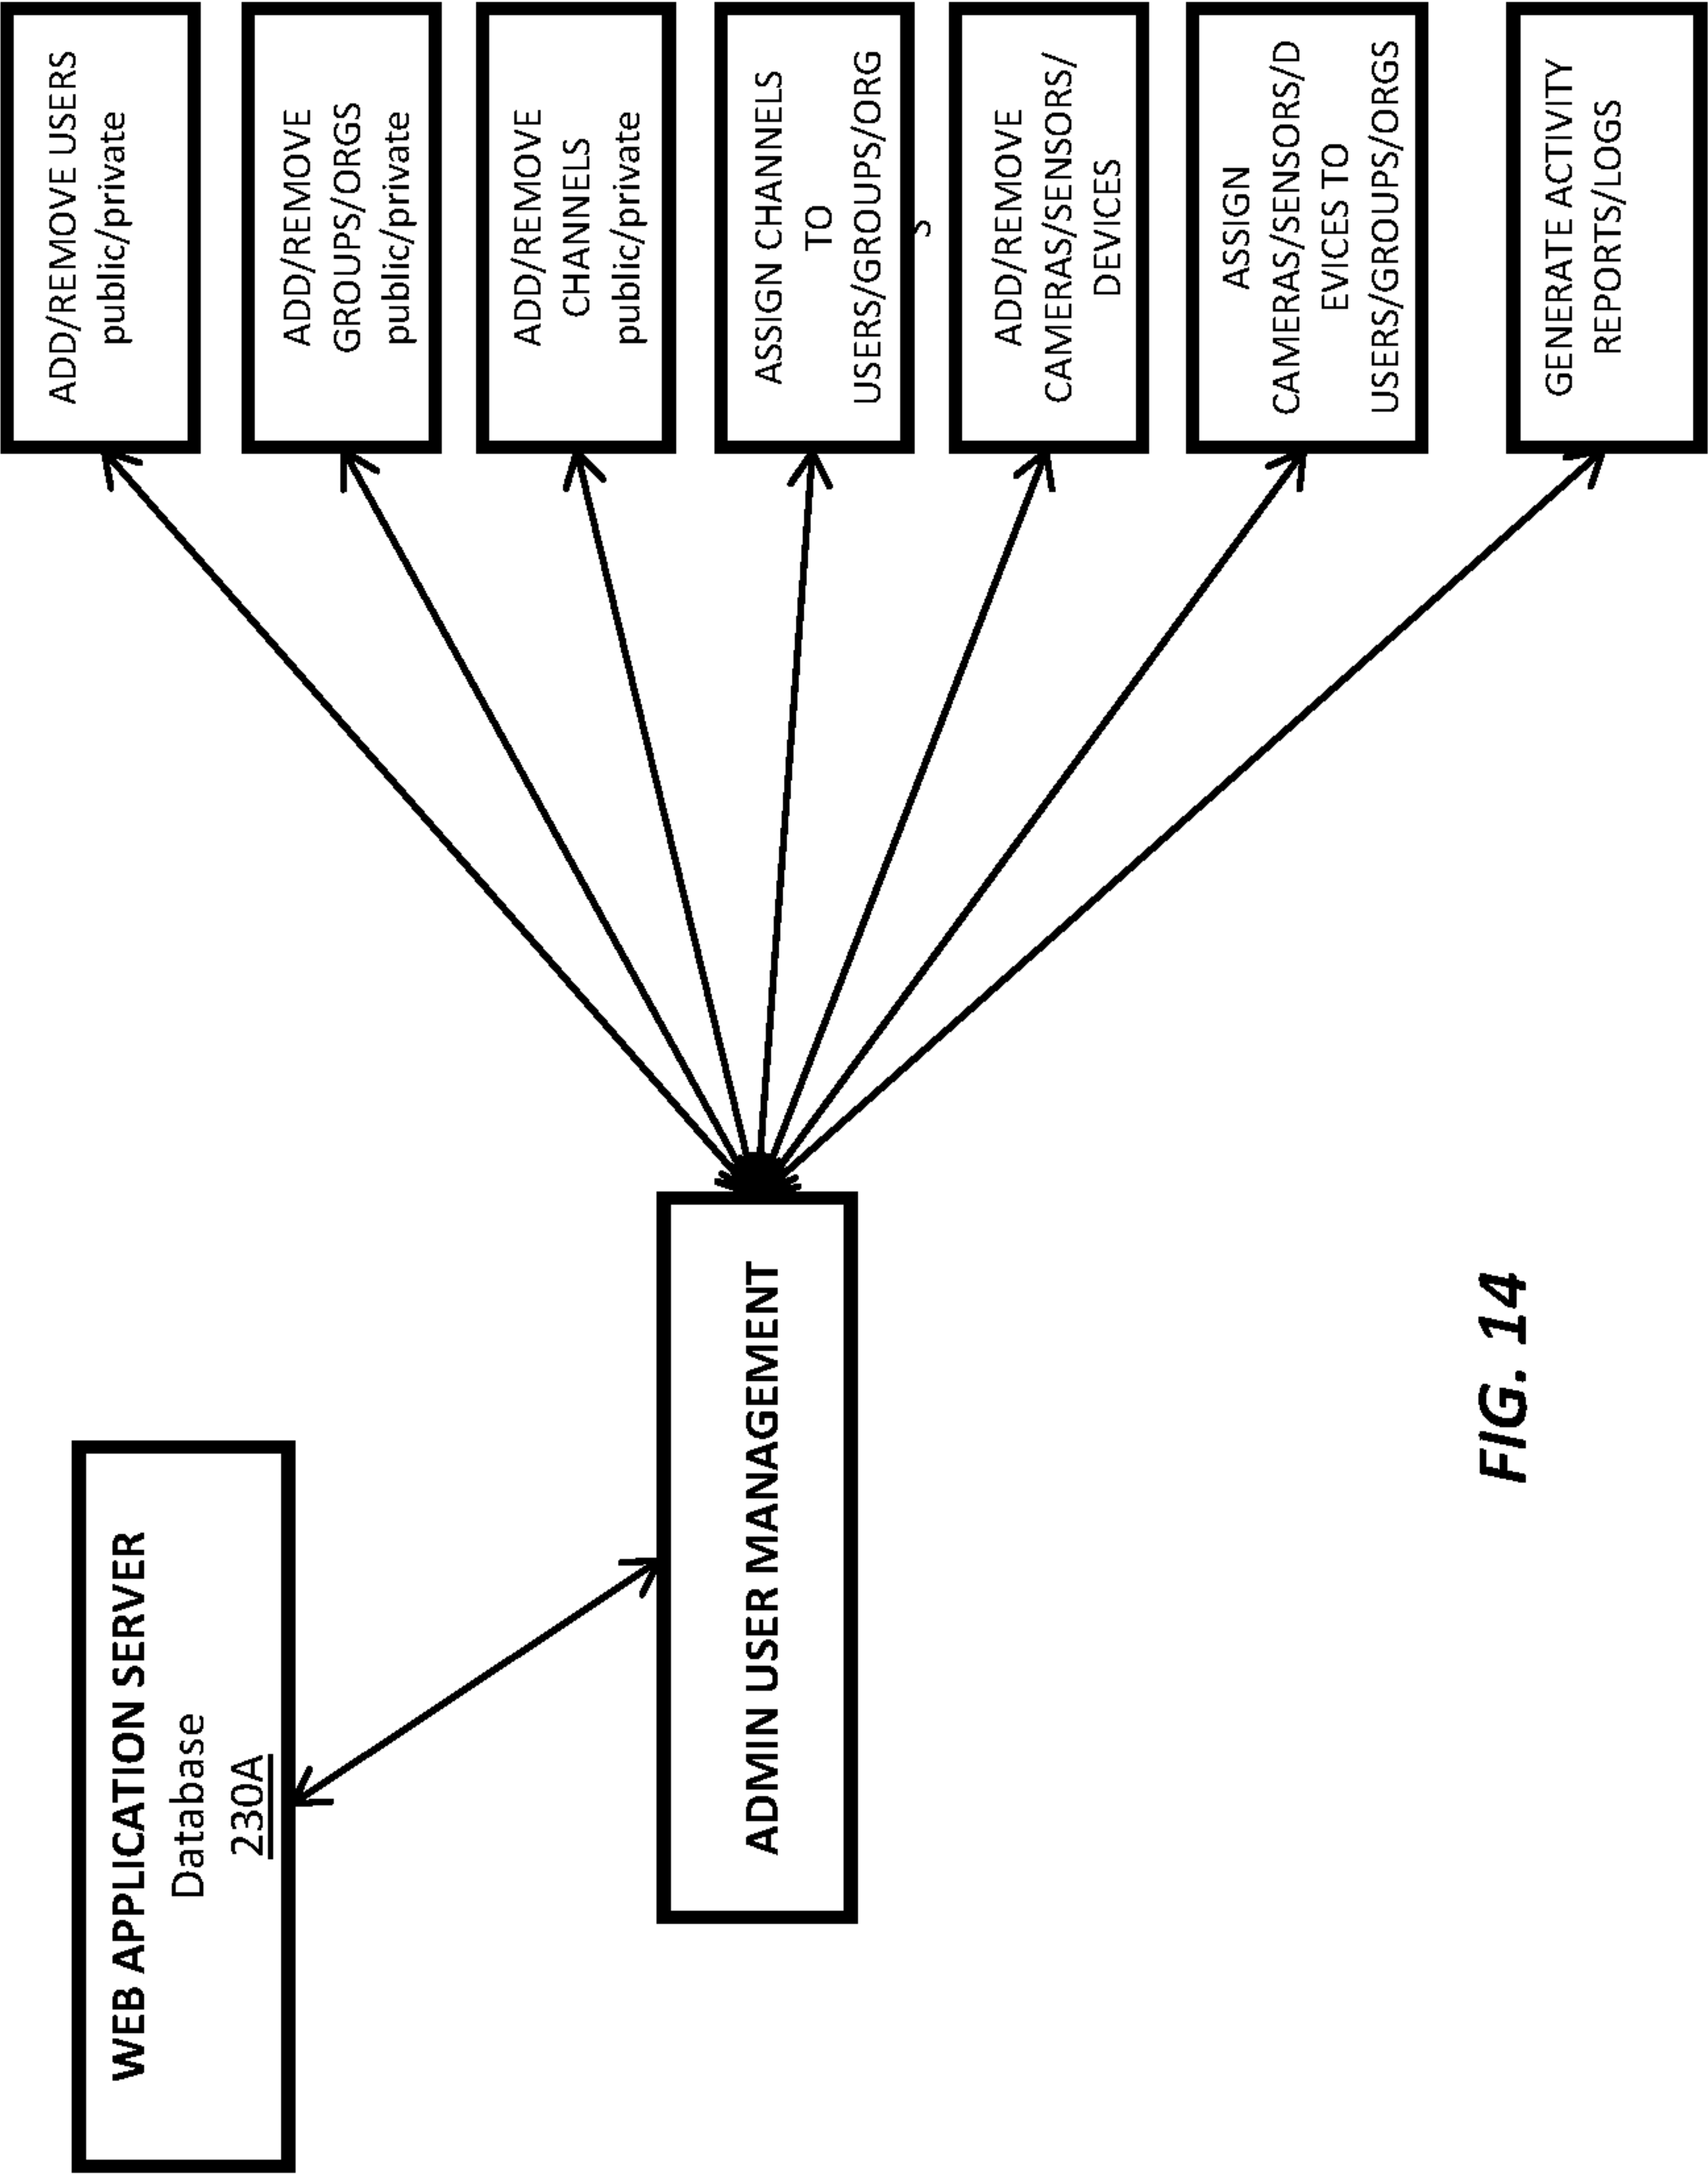 WEB APPLICATION SERVER
Database
230A
ADMIN USER MANAGEMENT
ADD/REMOVE USERS
public/private
ADD/REMOVE
GROUPS/ORGS
public/private
ADD/REMOVE
CHANNELS
public/private
ASSIGN CHANNELS
TO
USERS/GROUPS/ORG
S
ADD/REMOVE
CAMERAS/SENSORS/
DEVICES
ASSIGN
CAMERAS/SENSORS/D
EVICES TO
USERS/GROUPS/ORGS
GENERATE ACTIVITY
REPORTS/LOGS
FIG. 14